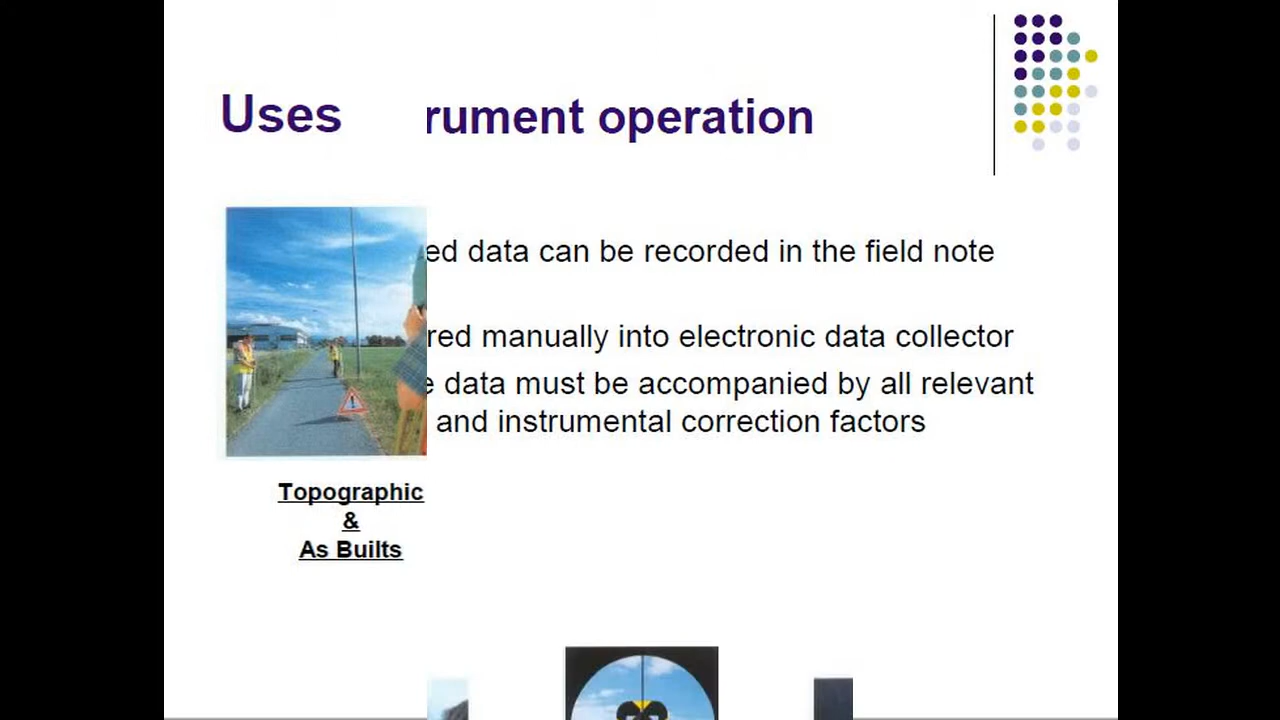 Uses rument operation
ed data can be recorded in the field note
red manually into electronic data collector
data must be accompanied by all relevant
and instrumental correction factors
Topographic
&
As Builts